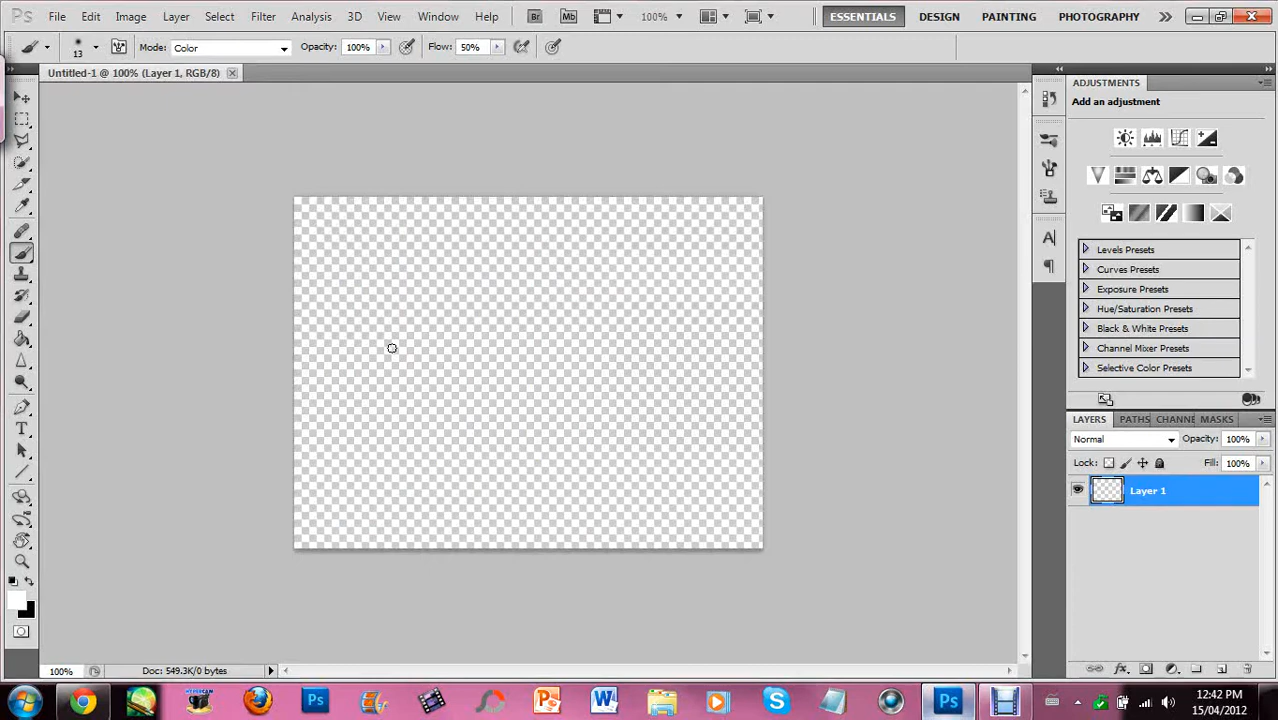 Ps File Edit Image Layer Select Filter Analysis 3D View Window Help Br Mb 100% ESSENTIALS DESIGN PAINTING PHOTOGRAPHY
13 Mode: Color Opacity: 100% Flow: 50%
Untitled-1 @ 100% (Layer 1, RGB/8)
ADJUSTMENTS
Add an adjustment
Levels Presets
Curves Presets
Exposure Presets
Hue/Saturation Presets
Black & White Presets
Channel Mixer Presets
Selective Color Presets
LAYERS PATHS CHANNE MASKS
Normal Opacity: 100%
Lock: Fill: 100%
Layer 1
100% Doc: 549.3K/0 bytes
12:42 PM
15/04/2012